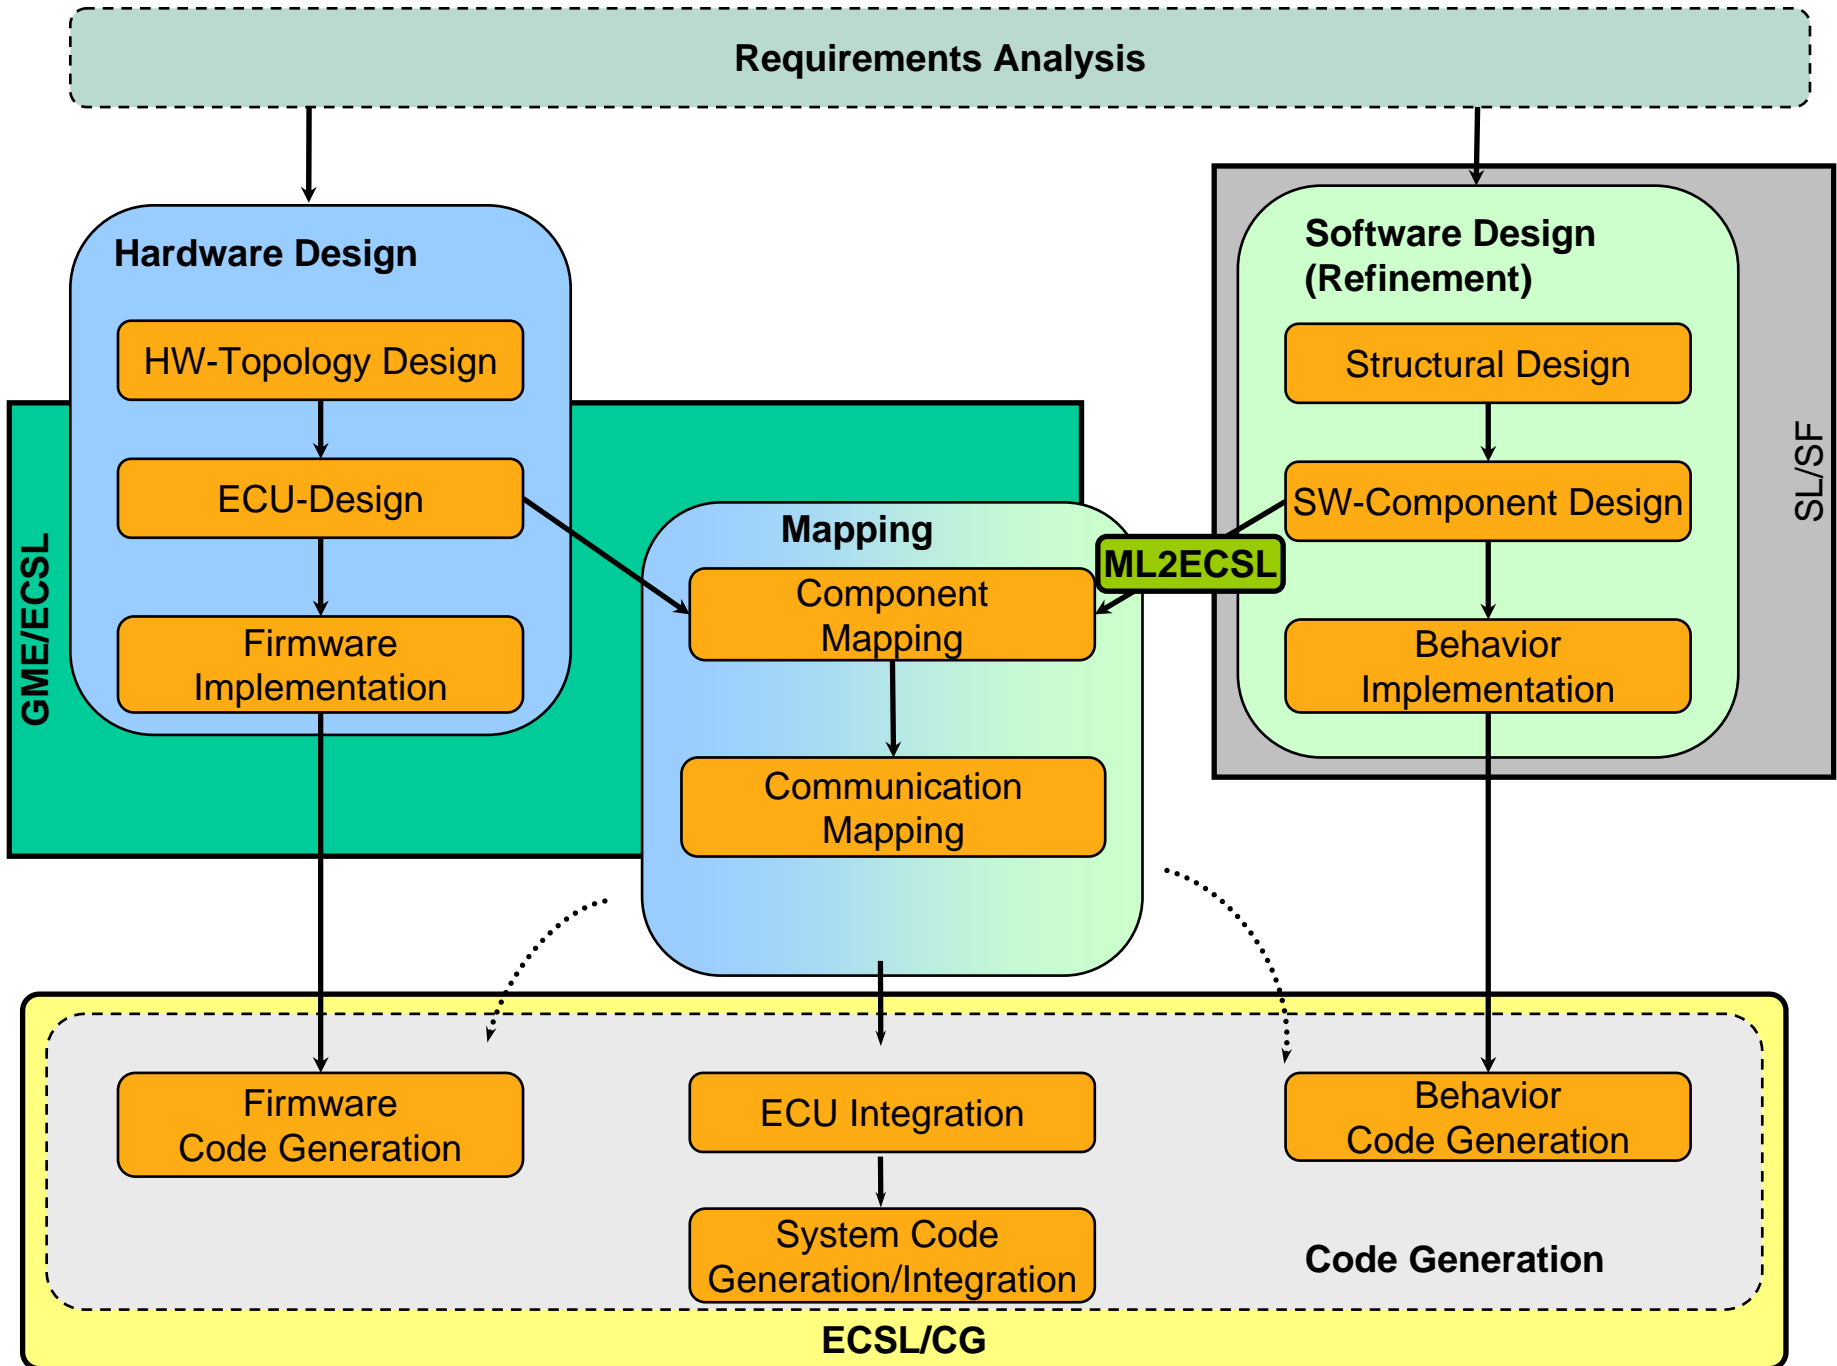 Requirements Analysis
Hardware Design
HW-Topology Design
ECU-Design
Firmware
Implementation
GME/ECSL
Mapping
Component
Mapping
Communication
Mapping
ML2ECSL
Software Design
(Refinement)
Structural Design
SW-Component Design
Behavior
Implementation
SL/SF
Firmware
Code Generation
ECU Integration
System Code
Generation/Integration
Behavior
Code Generation
Code Generation
ECSL/CG